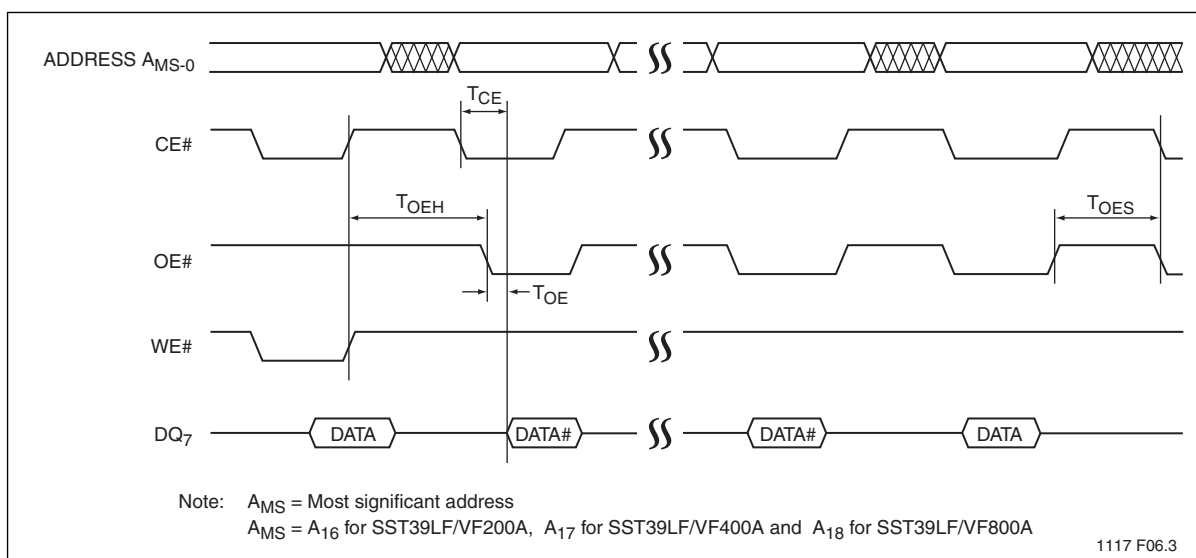 ADDRESS AMS-0
TCE
CE#
TOEH
TOES
OE#
TOE
WE#
DQ7
DATA
DATA#
DATA#
DATA
Note: AMS = Most significant address
AMS = A16 for SST39LF/VF200A, A17 for SST39LF/VF400A and A18 for SST39LF/VF800A
1117 F06.3